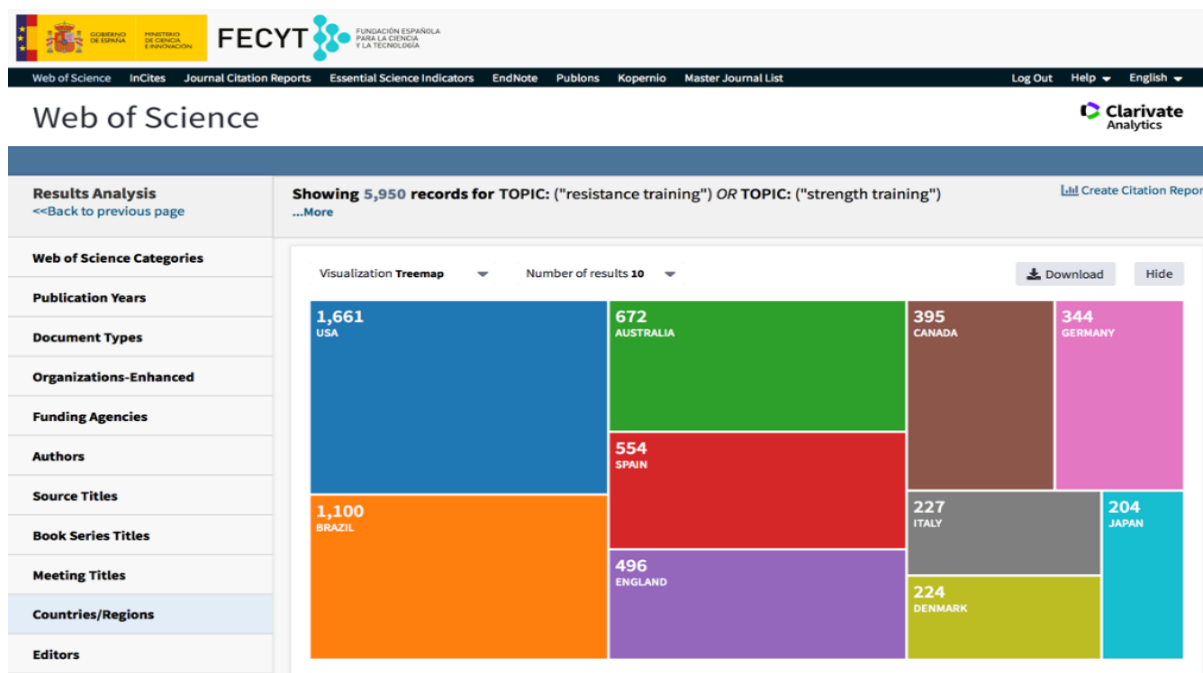 GOBIERNO
DE ESPAÑA
MINISTERIO
DE CIENCIA
E INNOVACIÓN
FECYT
FUNDACIÓN ESPAÑOLA
PARA LA CIENCIA
Y LA TECNOLOGÍA
Web of Science InCites Journal Citation Reports Essential Science Indicators EndNote Publons Kopernio Master Journal List Log Out Help English
Web of Science
Clarivate
Analytics
Results Analysis
<<Back to previous page
Showing 5,950 records for TOPIC: ("resistance training") OR TOPIC: ("strength training")
...More
Create Citation Repor
Web of Science Categories
Publication Years
Document Types
Organizations-Enhanced
Funding Agencies
Authors
Source Titles
Book Series Titles
Meeting Titles
Countries/Regions
Editors
Visualization Treemap Number of results 10 Download Hide
1,661
USA
672
AUSTRALIA
395
CANADA
344
GERMANY
554
SPAIN
1,100
BRAZIL
227
ITALY
204
JAPAN
496
ENGLAND
224
DENMARK